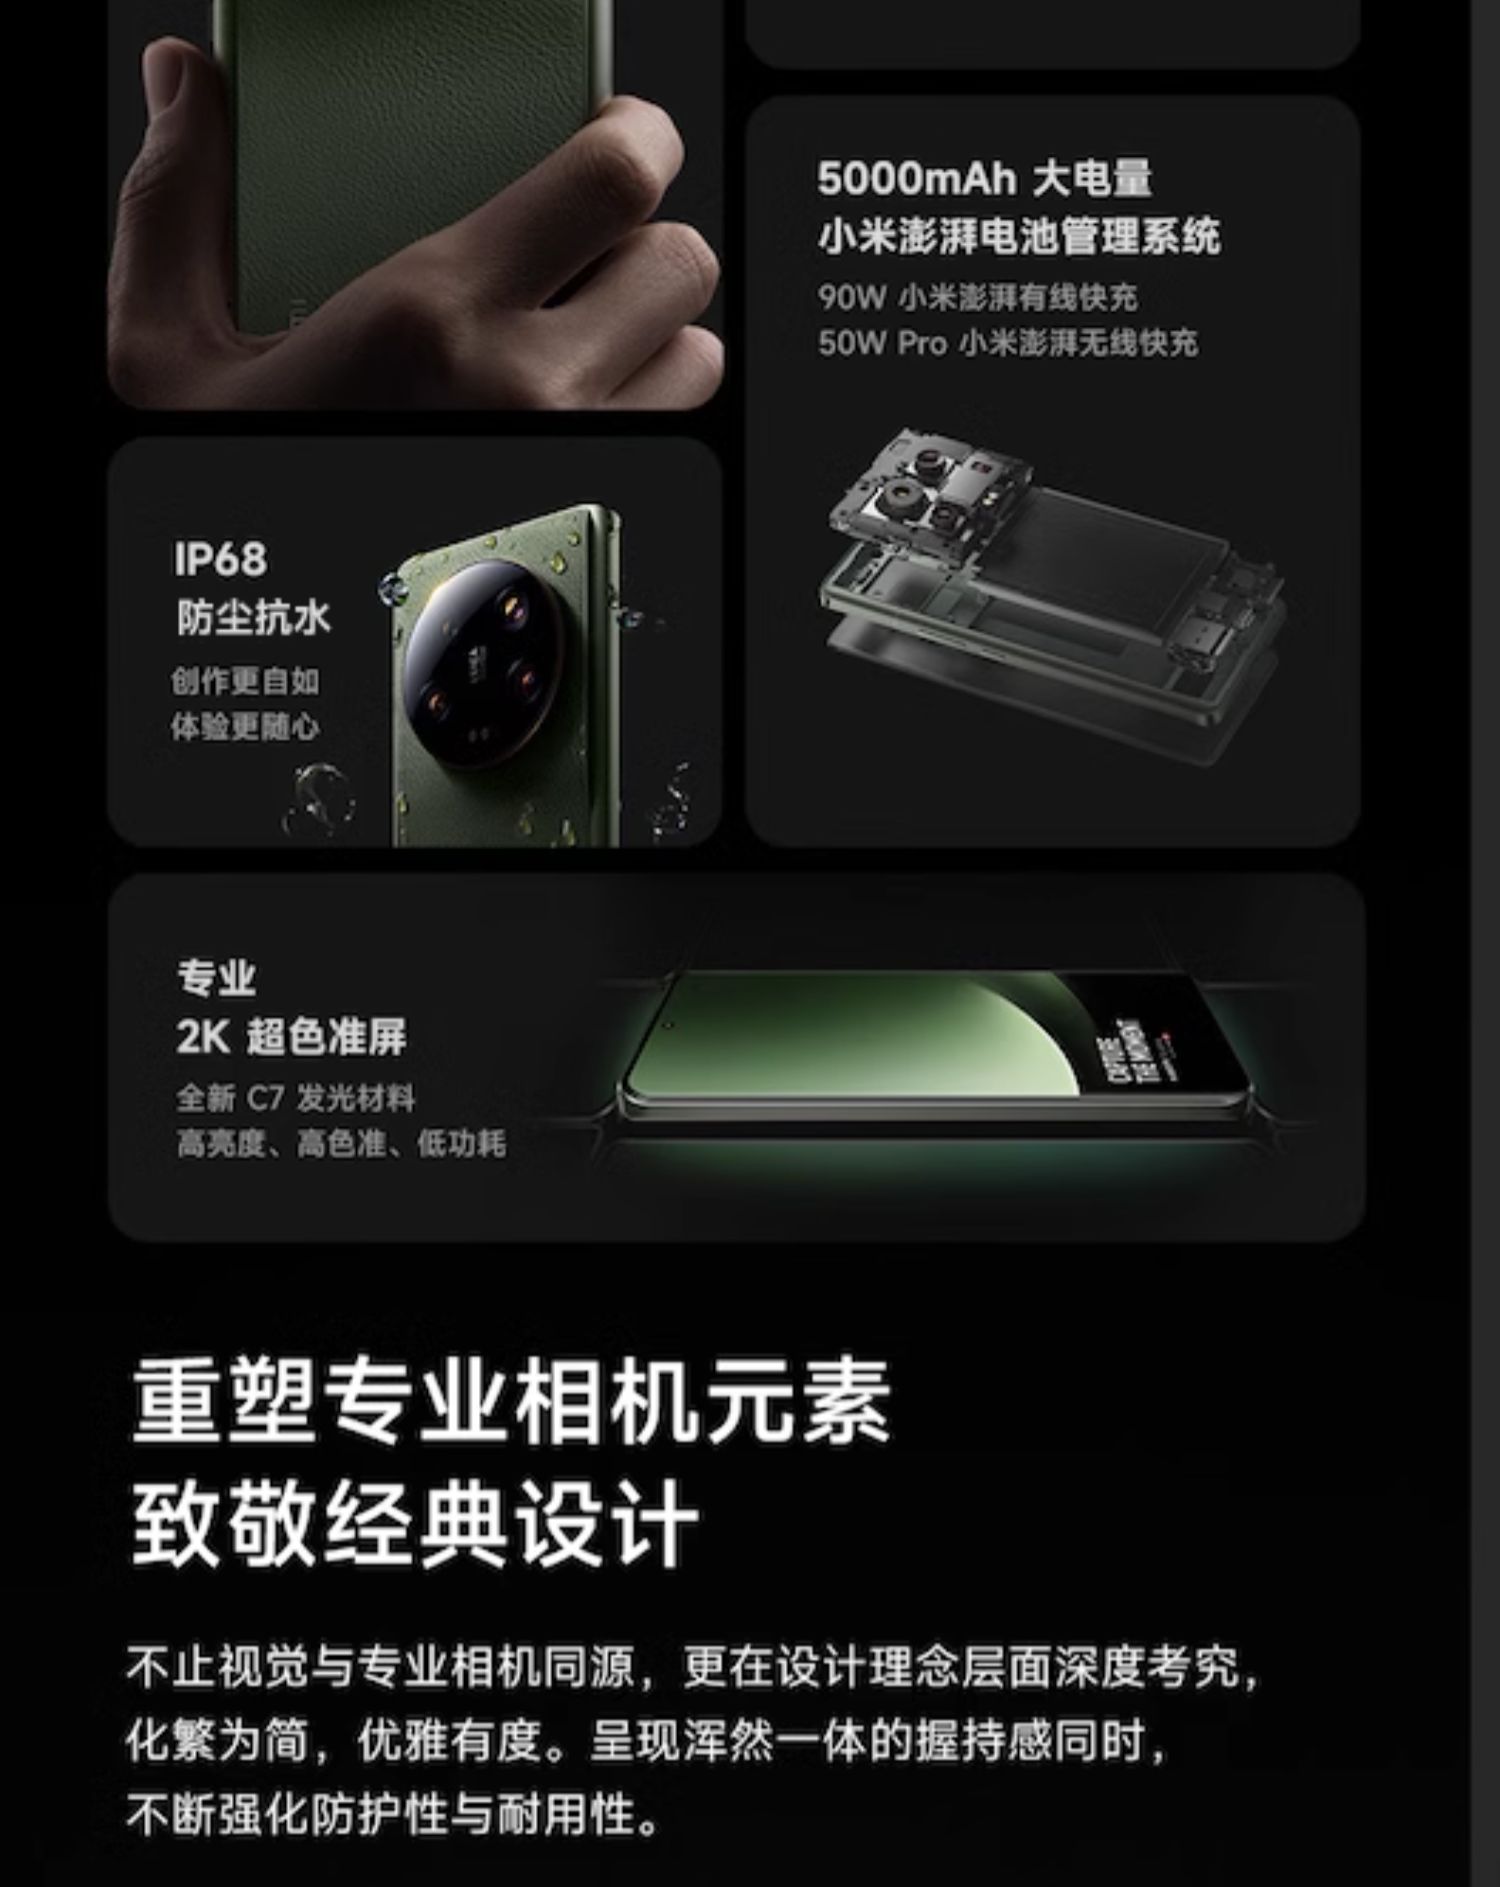 5000mAh 大电量
小米澎湃电池管理系统
90W 小米澎湃有线快充
50W Pro 小米澎湃无线快充
IP68
防尘抗水
创作更自如
体验更随心
LEICA
专业
2K 超色准屏
全新 C7 发光材料
高亮度、高色准、低功耗
CAPTURE
THE MOMENT
重塑专业相机元素
致敬经典设计
不止视觉与专业相机同源，更在设计理念层面深度考究，
化繁为简，优雅有度。呈现浑然一体的握持感同时，
不断强化防护性与耐用性。